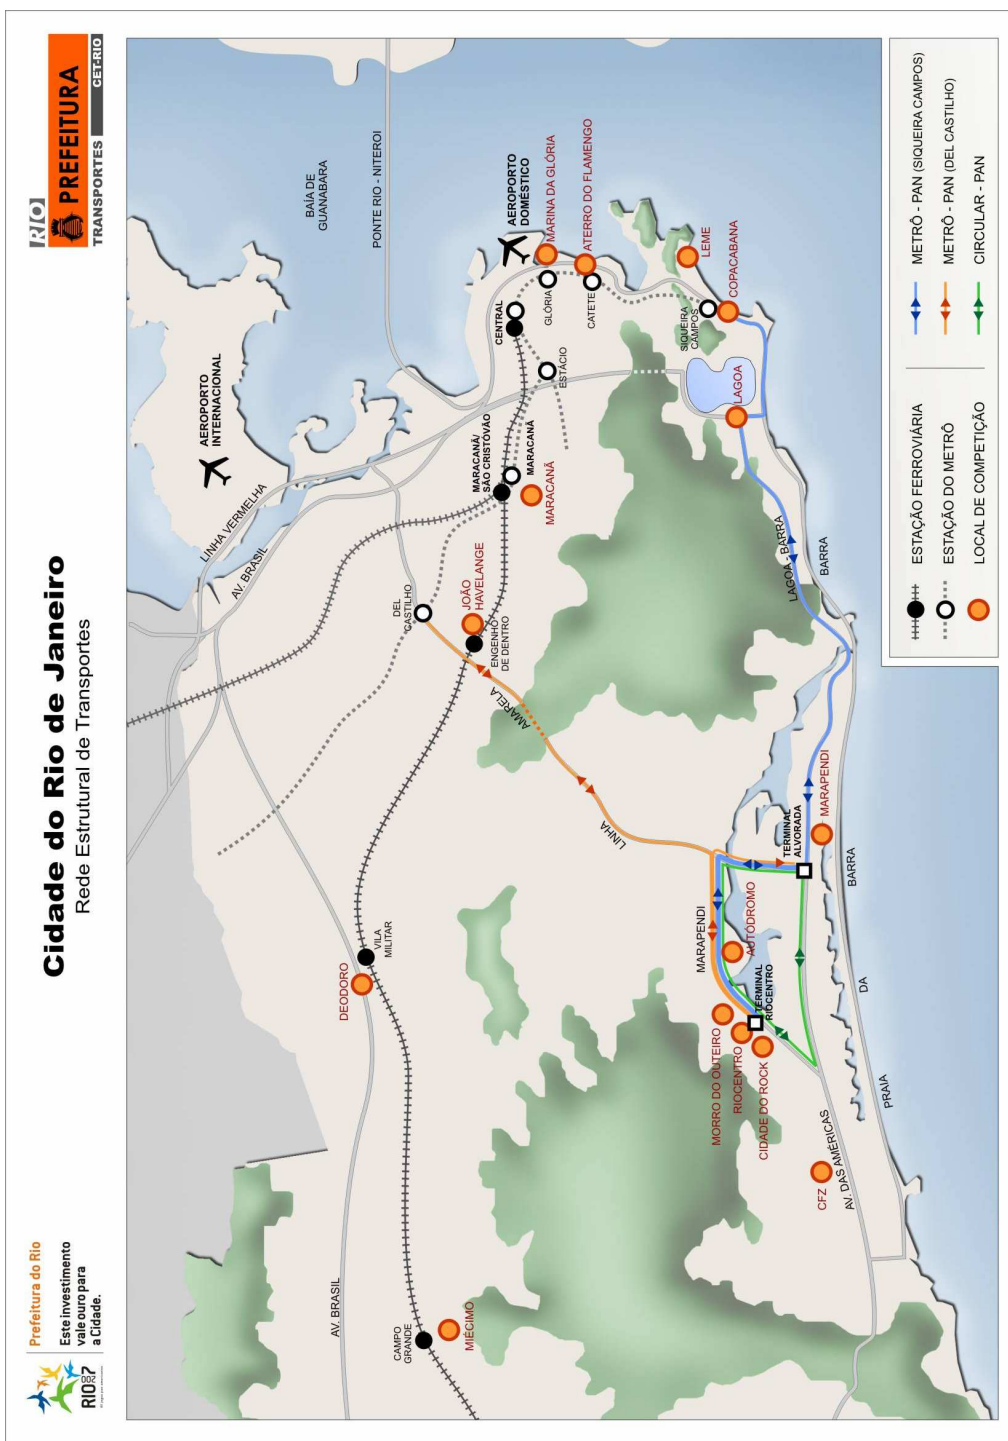 Cidade do Rio de Janeiro
Rede Estrutural de Transportes
Prefeitura do Rio
Este investimento
vale ouro para
a Cidade.
RIO
2007
RIO
PREFEITURA
TRANSPORTES
CET-RIO
BAÍA DE
GUANABARA
PONTE RIO - NITEROI
AEROPORTO
INTERNACIONAL
LINHA VERMELHA
AV. BRASIL
AEROPORTO
DOMÉSTICO
MARINA DA GLÓRIA
ATERRO DO FLAMENGO
CENTRAL
GLÓRIA
CATETE
ESTÁCIO
SIQUEIRA
CAMPOS
LEME
COPACABANA
LAGOA
MARACANÃ/
SÃO CRISTOVÃO
MARACANÃ
MARACANÃ
DEL
CASTILHO
JOÃO
HAVELANGE
ENGENHO
DE DENTRO
AMARELA
LINHA
LAGOA - BARRA
BARRA
DEODORO
VILA
MILITAR
MARAPENDI
MARAPENDI
TERMINAL
ALVORADA
AUTÓDROMO
TERMINAL
RIOCENTRO
MORRO DO OUTEIRO
RIOCENTRO
CIDADE DO ROCK
BARRA
DA
PRAIA
AV. DAS AMÉRICAS
CFZ
AV. BRASIL
CAMPO
GRANDE
MIÉCIMO
ESTAÇÃO FERROVIÁRIA
ESTAÇÃO DO METRÔ
LOCAL DE COMPETIÇÃO
METRÔ - PAN (SIQUEIRA CAMPOS)
METRÔ - PAN (DEL CASTILHO)
CIRCULAR - PAN